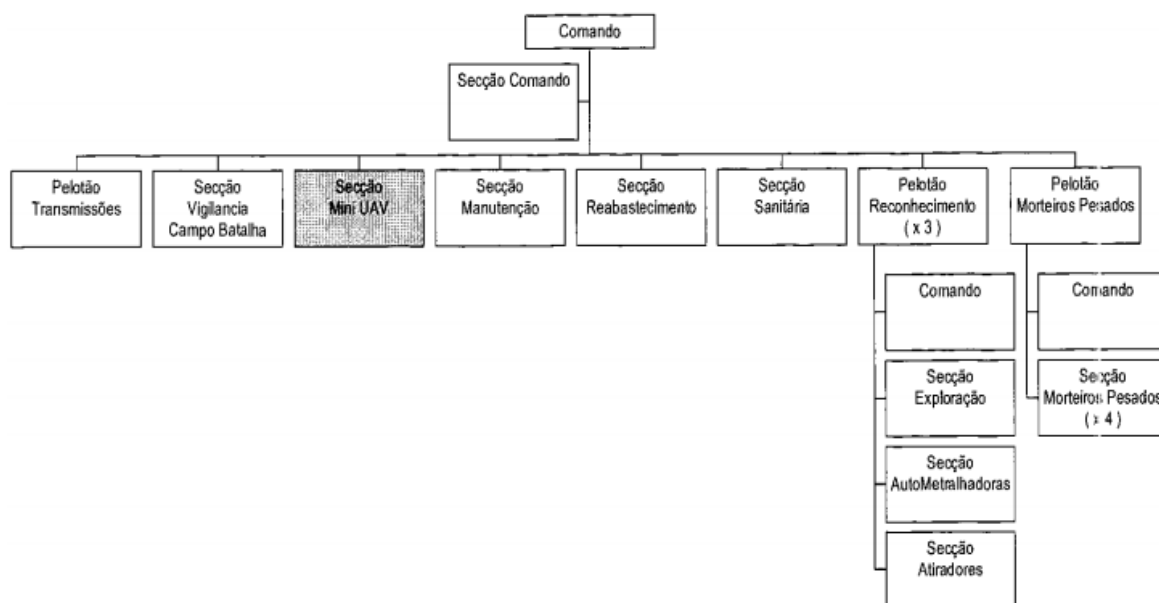 Comando
Secção Comando
Pelotão
Transmissões
Secção
Vigilancia
Campo Batalha
Secção
Mini UAV
Secção
Manutenção
Secção
Reabastecimento
Secção
Sanitária
Pelotão
Reconhecimento
( x 3 )
Pelotão
Morteiros Pesados
Comando
Secção
Exploração
Secção
AutoMetralhadoras
Secção
Atiradores
Comando
Secção
Morteiros Pesados
( x 4 )